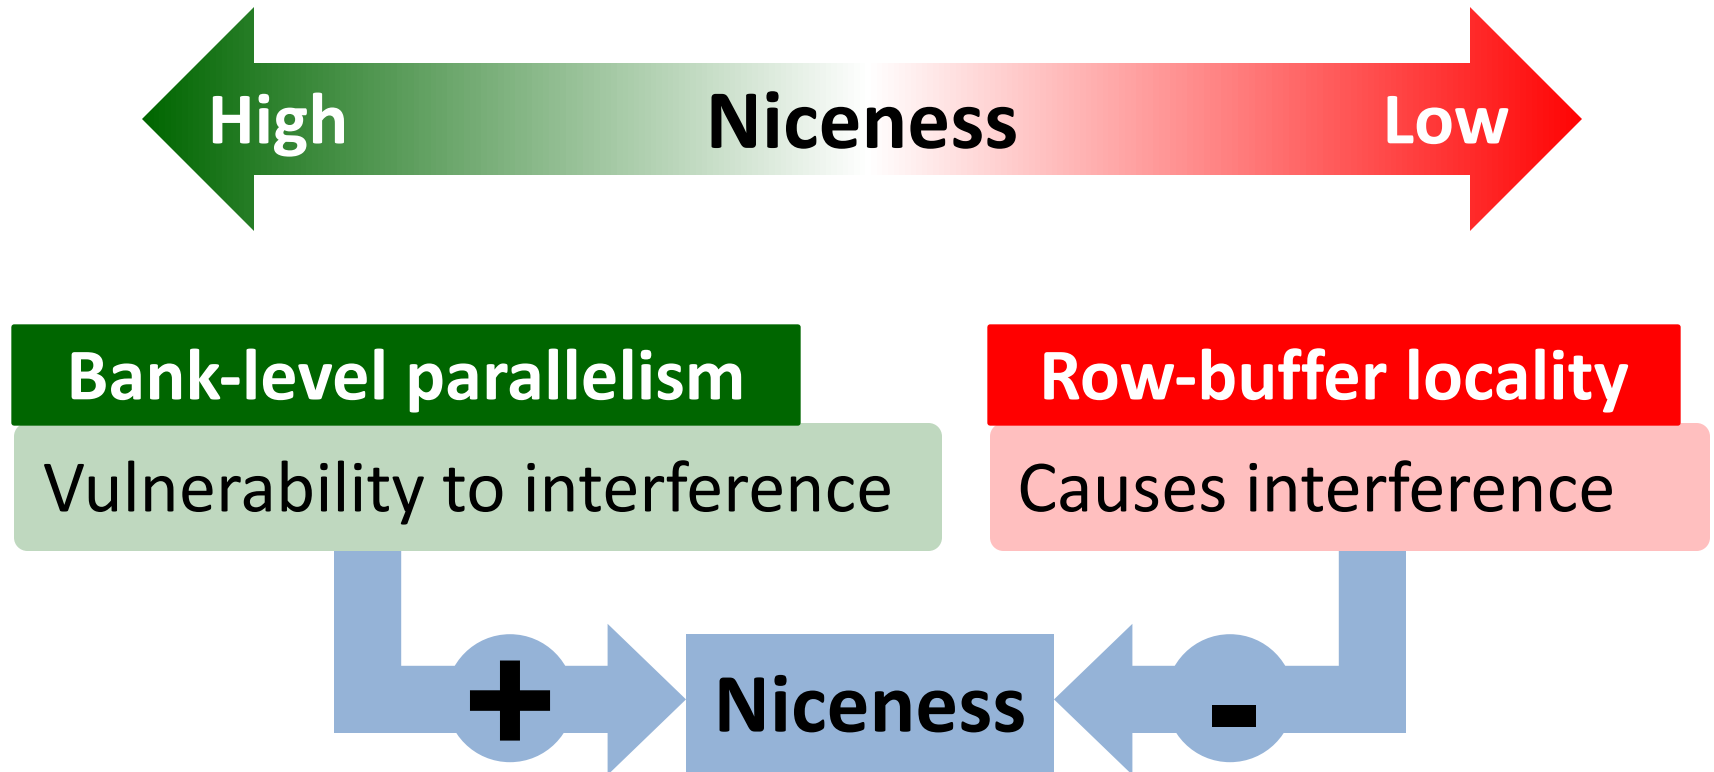 High Niceness Low
Bank-level parallelism
Vulnerability to interference
Row-buffer locality
Causes interference
+ Niceness -